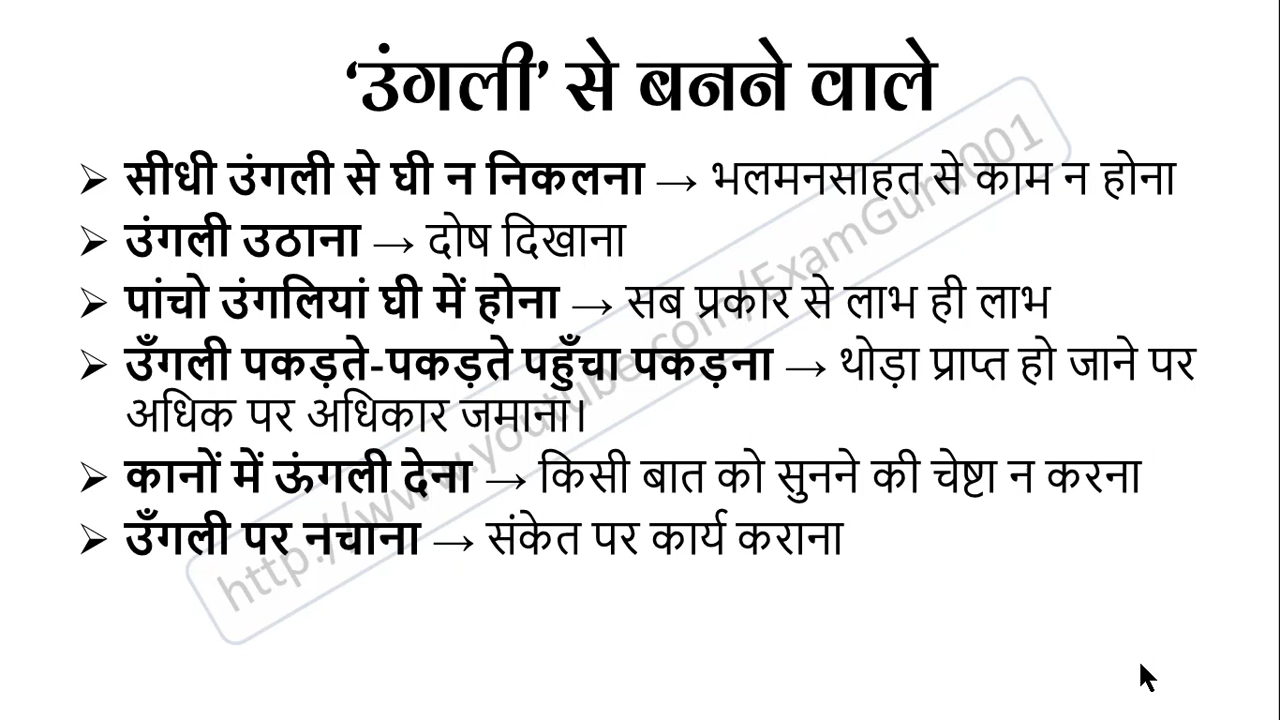 ‘उंगली’ से बनने वाले
➢ सीधी उंगली से घी न निकलना → भलमनसाहत से काम न होना
➢ उंगली उठाना → दोष दिखाना
➢ पांचो उंगलियां घी में होना → सब प्रकार से लाभ ही लाभ
➢ उँगली पकड़ते-पकड़ते पहुँचा पकड़ना → थोड़ा प्राप्त हो जाने पर
अधिक पर अधिकार जमाना।
➢ कानों में ऊंगली देना → किसी बात को सुनने की चेष्टा न करना
➢ उँगली पर नचाना → संकेत पर कार्य कराना
http://www.youtube.com/ExamGuru001